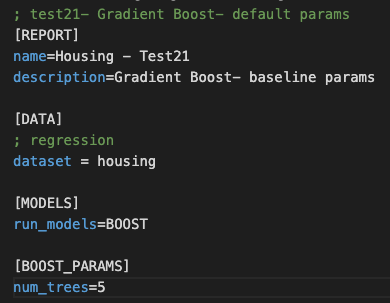 ; test21- Gradient Boost- default params
[REPORT]
name=Housing - Test21
description=Gradient Boost- baseline params
[DATA]
; regression
dataset = housing
[MODELS]
run_models=BOOST
[BOOST_PARAMS]
num_trees=5